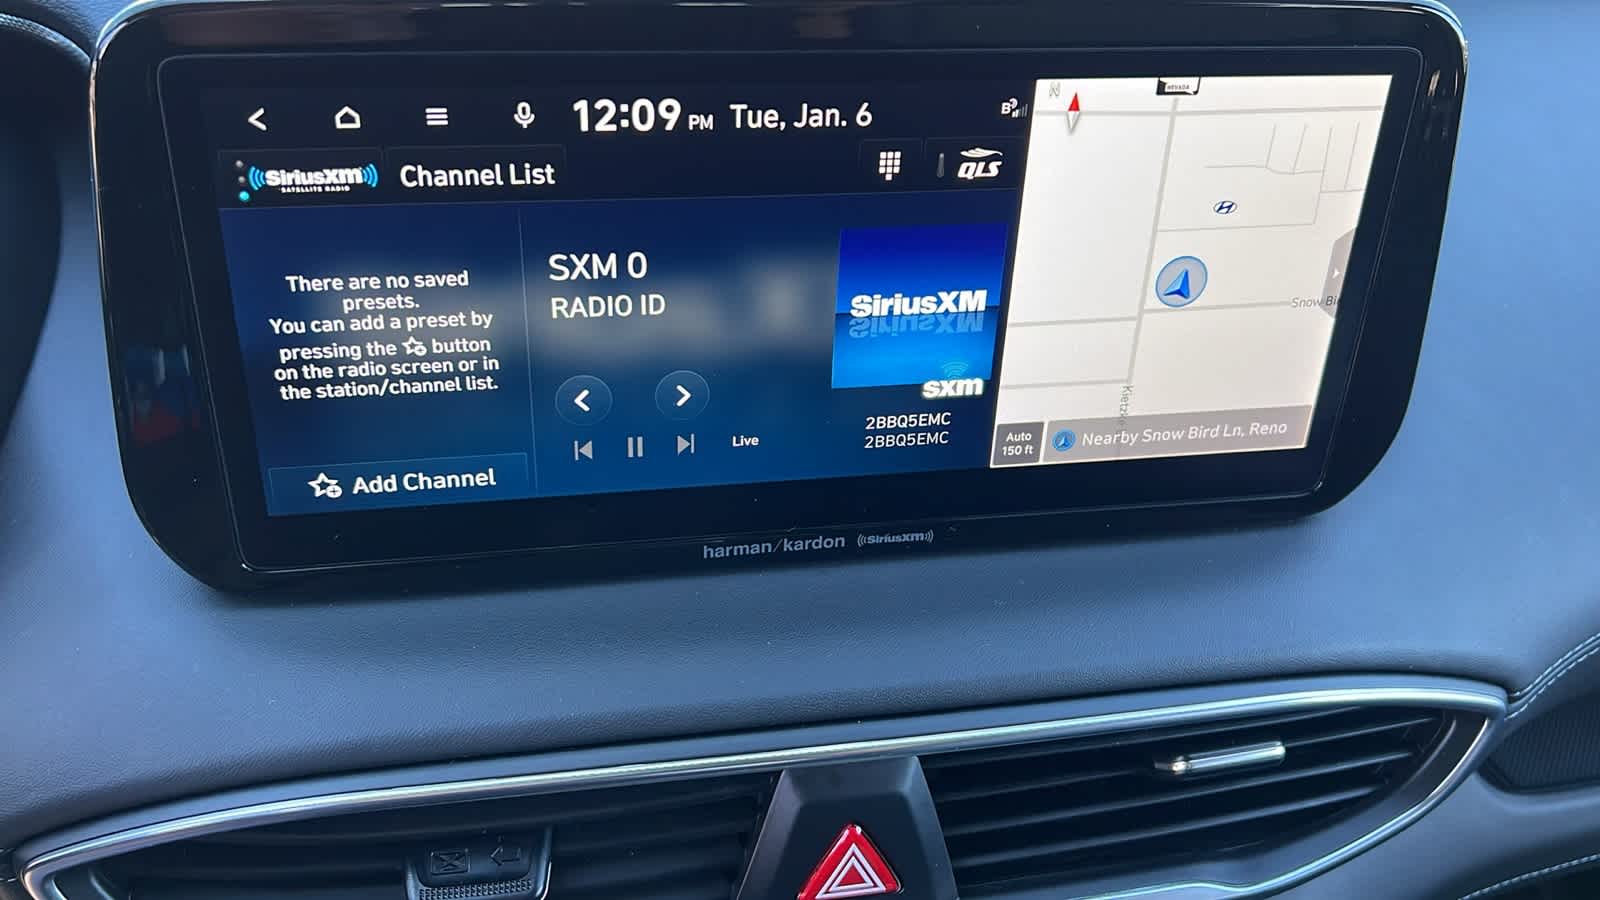 12:09 PM Tue, Jan. 6
B
N
NEVADA
SiriusXM
SATELLITE RADIO
Channel List
QLS
There are no saved
presets.
You can add a preset by
pressing the button
on the radio screen or in
the station/channel list.
Add Channel
SXM 0
RADIO ID
Live
SiriusXM
sxm
2BBQ5EMC
2BBQ5EMC
Auto
150 ft
Nearby Snow Bird Ln, Reno
harman/kardon
SiriusXM